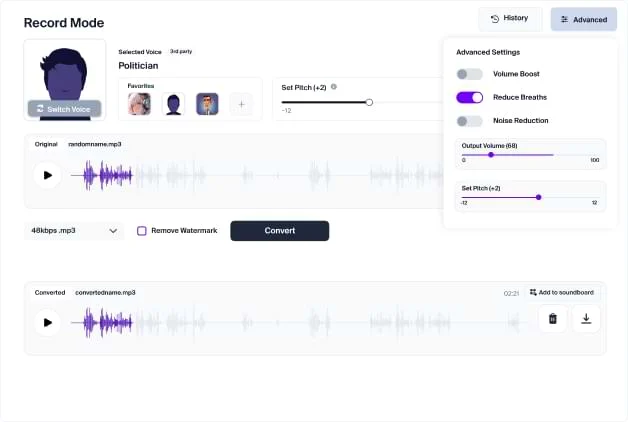 Record Mode
History
Advanced
Selected Voice 3rd party
Politician
Switch Voice
Favorites
+
Set Pitch (+2)
-12
Advanced Settings
Volume Boost
Reduce Breaths
Noise Reduction
Output Volume (68)
0 100
Set Pitch (+2)
-12 12
Original randomname.mp3
48kbps .mp3
Remove Watermark
Convert
Converted convertedname.mp3
02:21
Add to soundboard